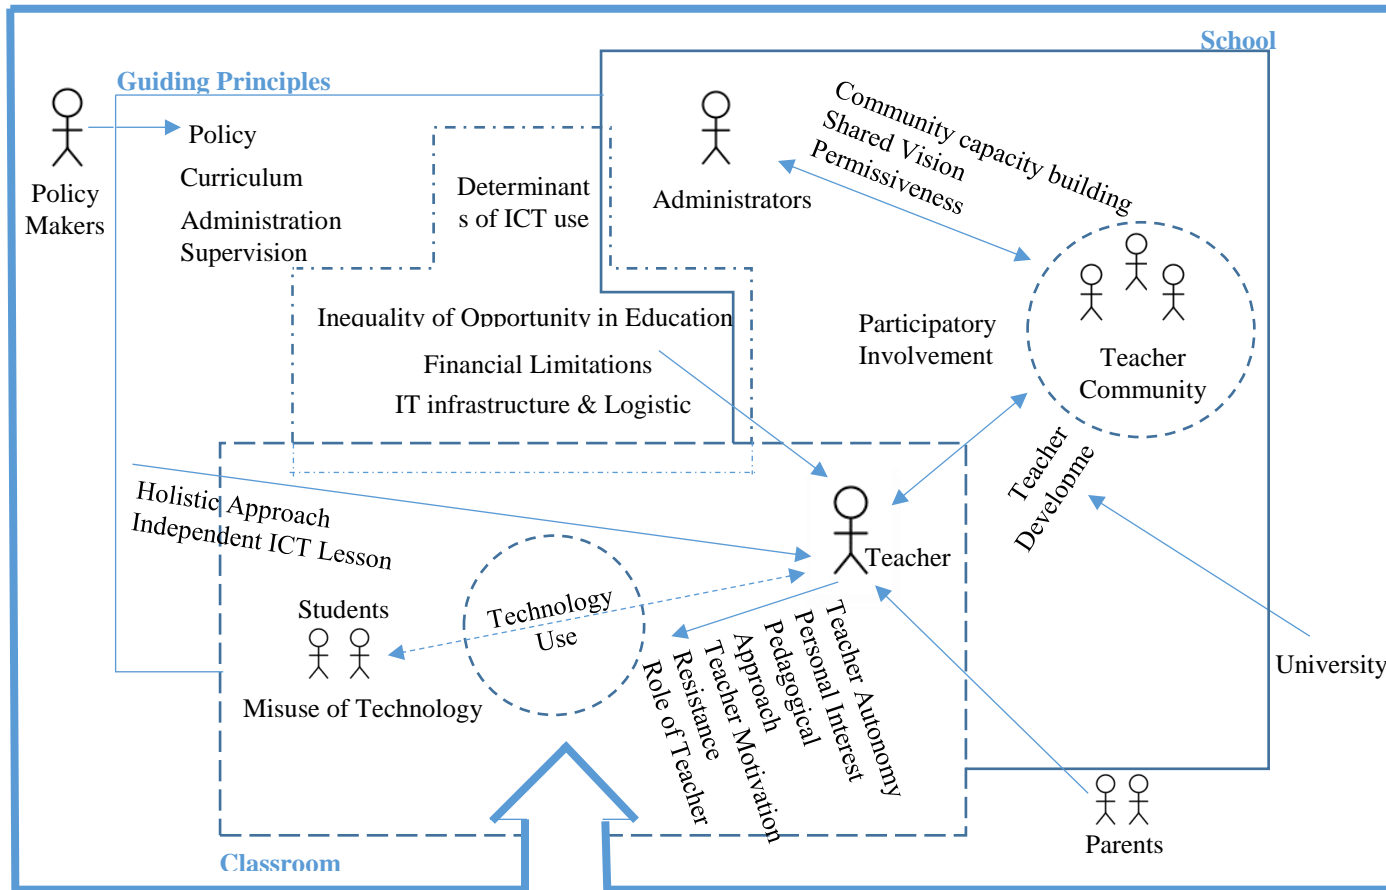 School
Guiding Principles
Policy
Makers
Policy
Curriculum
Administration
Supervision
Determinant
s of ICT use
Administrators
Community capacity building
Shared Vision
Permissiveness
Inequality of Opportunity in Education
Financial Limitations
IT infrastructure & Logistic
Participatory
Involvement
Teacher
Community
Teacher
Developme
Holistic Approach
Independent ICT Lesson
Teacher
Students
Technology
Use
Misuse of Technology
Teacher Autonomy
Personal Interest
Pedagogical
Approach
Teacher Motivation
Resistance
Role of Teacher
University
Parents
Classroom